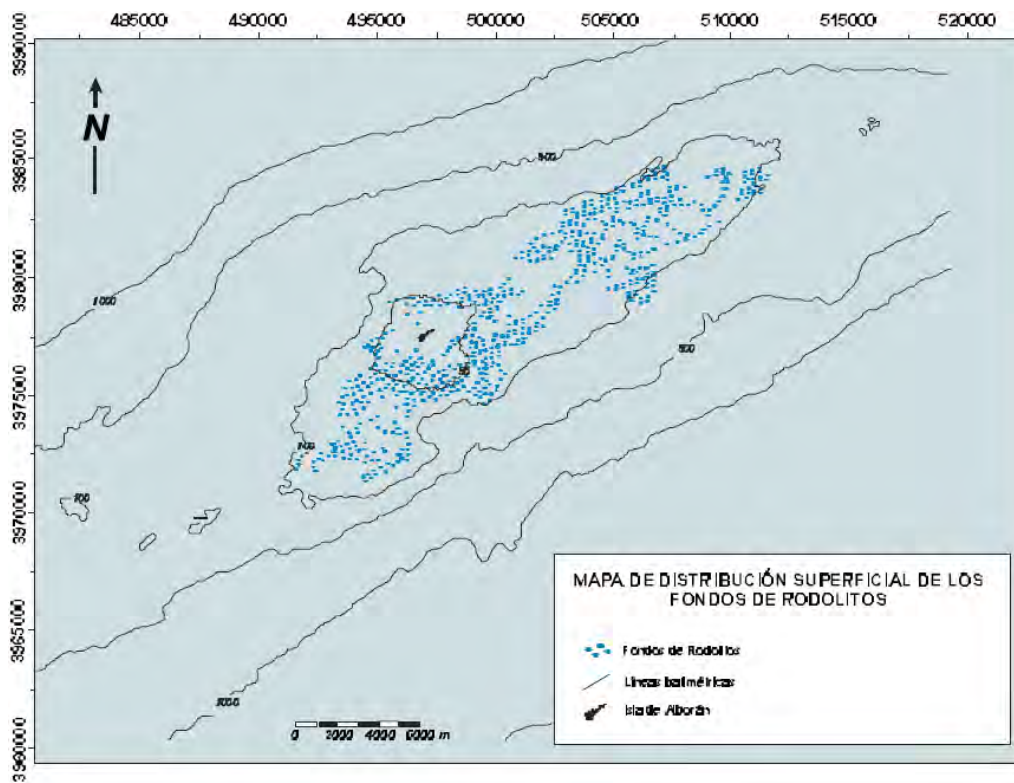 485000 490000 495000 500000 505000 510000 515000 520000
3990000
3985000
3980000
3975000
3970000
3965000
3960000
N
500
1000
500
100
100
1000
MAPA DE DISTRIBUCIÓN SUPERFICIAL DE LOS
FONDOS DE RODOLITOS
Fondos de Rodolitos
Líneas batimétricas
Isla de Alborán
0 2000 4000 6000 m